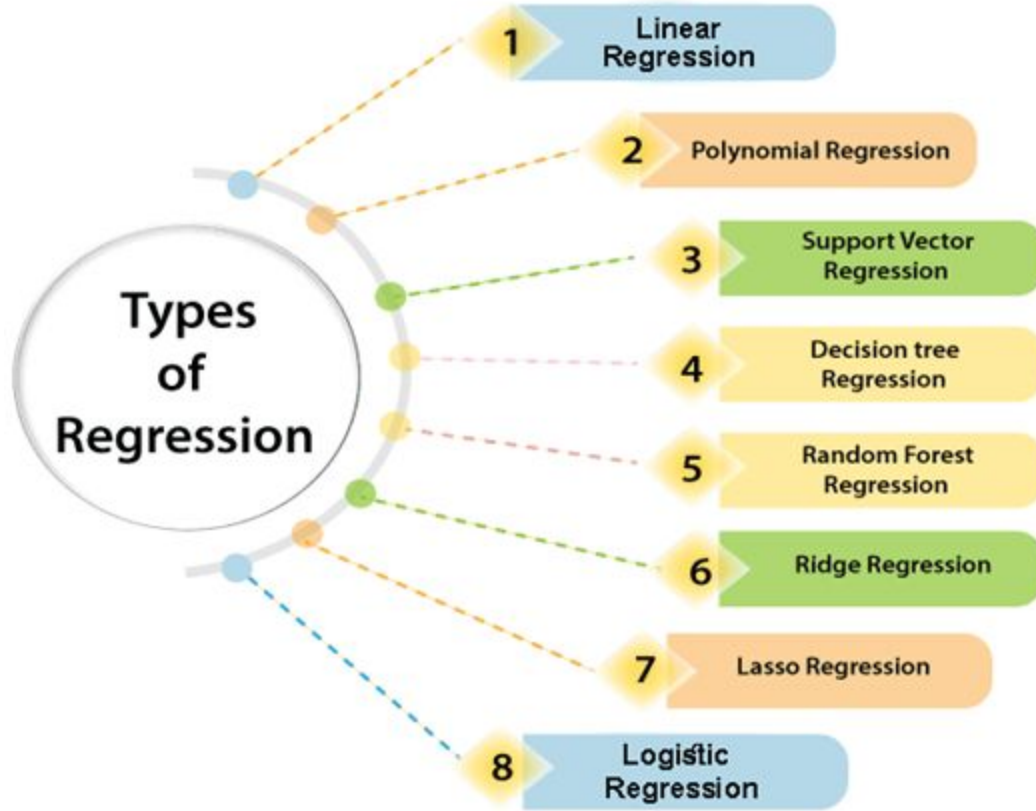 Types
of
Regression
1
Linear
Regression
2
Polynomial Regression
3
Support Vector
Regression
4
Decision tree
Regression
5
Random Forest
Regression
6
Ridge Regression
7
Lasso Regression
8
Logistic
Regression